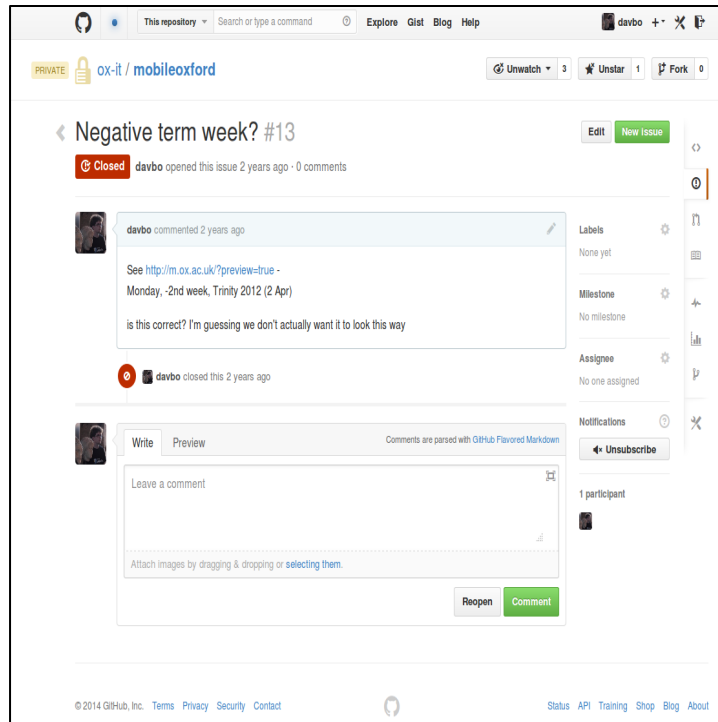 This repository Search or type a command Explore Gist Blog Help davbo
PRIVATE ox-it / mobileoxford Unwatch 3 Unstar 1 Fork 0
Negative term week? #13 Edit New Issue
Closed davbo opened this issue 2 years ago · 0 comments
davbo commented 2 years ago
See http://m.ox.ac.uk/?preview=true -
Monday, -2nd week, Trinity 2012 (2 Apr)
is this correct? I'm guessing we don't actually want it to look this way
davbo closed this 2 years ago
Labels
None yet
Milestone
No milestone
Assignee
No one assigned
Notifications
Unsubscribe
1 participant
Write Preview Comments are parsed with GitHub Flavored Markdown
Leave a comment
Attach images by dragging & dropping or selecting them.
Reopen Comment
© 2014 GitHub, Inc. Terms Privacy Security Contact Status API Training Shop Blog About